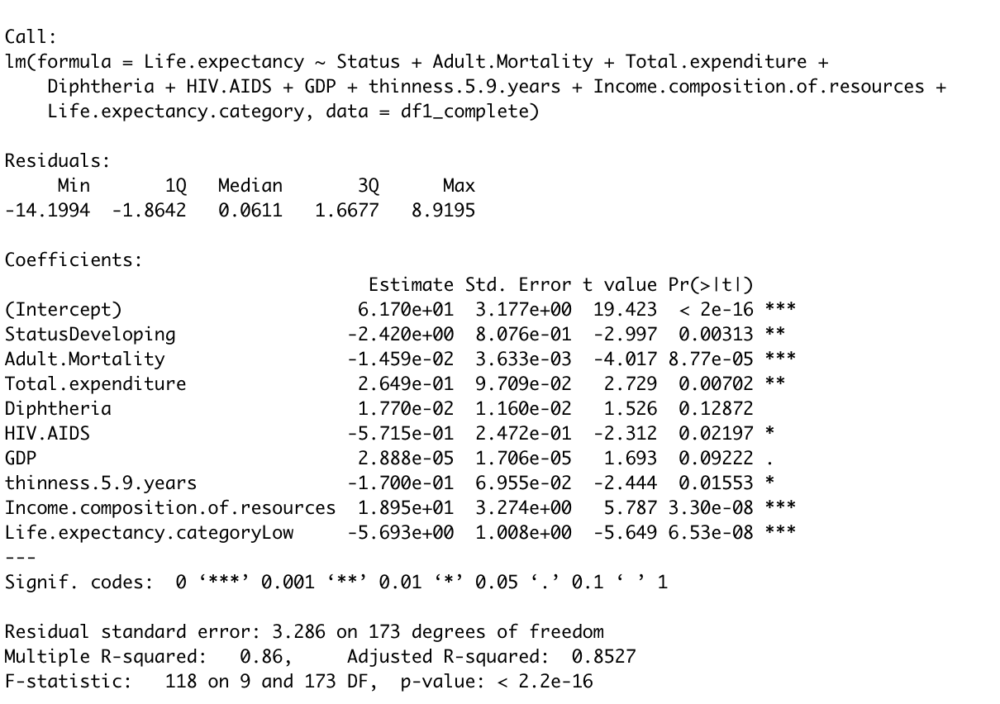 Call:
lm(formula = Life.expectancy ~ Status + Adult.Mortality + Total.expenditure +
    Diphtheria + HIV.AIDS + GDP + thinness.5.9.years + Income.composition.of.resources +
    Life.expectancy.category, data = df1_complete)

Residuals:
     Min       1Q   Median       3Q      Max
-14.1994  -1.8642   0.0611   1.6677   8.9195

Coefficients:
                                  Estimate Std. Error t value Pr(>|t|)
(Intercept)                      6.170e+01  3.177e+00  19.423  < 2e-16 ***
StatusDeveloping                -2.420e+00  8.076e-01  -2.997  0.00313 **
Adult.Mortality                 -1.459e-02  3.633e-03  -4.017 8.77e-05 ***
Total.expenditure                2.649e-01  9.709e-02   2.729  0.00702 **
Diphtheria                       1.770e-02  1.160e-02   1.526  0.12872
HIV.AIDS                        -5.715e-01  2.472e-01  -2.312  0.02197 *
GDP                              2.888e-05  1.706e-05   1.693  0.09222 .
thinness.5.9.years              -1.700e-01  6.955e-02  -2.444  0.01553 *
Income.composition.of.resources  1.895e+01  3.274e+00   5.787 3.30e-08 ***
Life.expectancy.categoryLow     -5.693e+00  1.008e+00  -5.649 6.53e-08 ***
---
Signif. codes:  0 ‘***’ 0.001 ‘**’ 0.01 ‘*’ 0.05 ‘.’ 0.1 ‘ ’ 1

Residual standard error: 3.286 on 173 degrees of freedom
Multiple R-squared:   0.86,     Adjusted R-squared:  0.8527
F-statistic:   118 on 9 and 173 DF,  p-value: < 2.2e-16